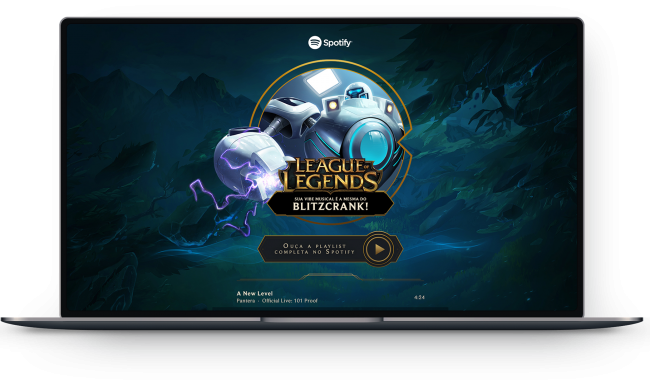 Spotify
LEAGUE OF
LEGENDS
SUA VIBE MUSICAL É A MESMA DO
BLITZCRANK!
OUÇA A PLAYLIST
COMPLETA NO SPOTIFY
A New Level
Pantera - Official Live: 101 Proof
4:24